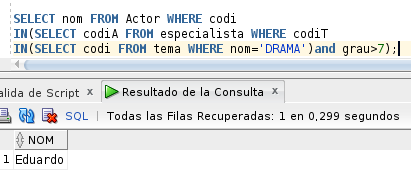 SELECT nom FROM Actor WHERE codi
IN(SELECT codiA FROM especialista WHERE codiT
IN(SELECT codi FROM tema WHERE nom='DRAMA')and grau>7);
alida de Script x Resultado de la Consulta x
SQL | Todas las Filas Recuperadas: 1 en 0,299 segundos
NOM
1 Eduardo